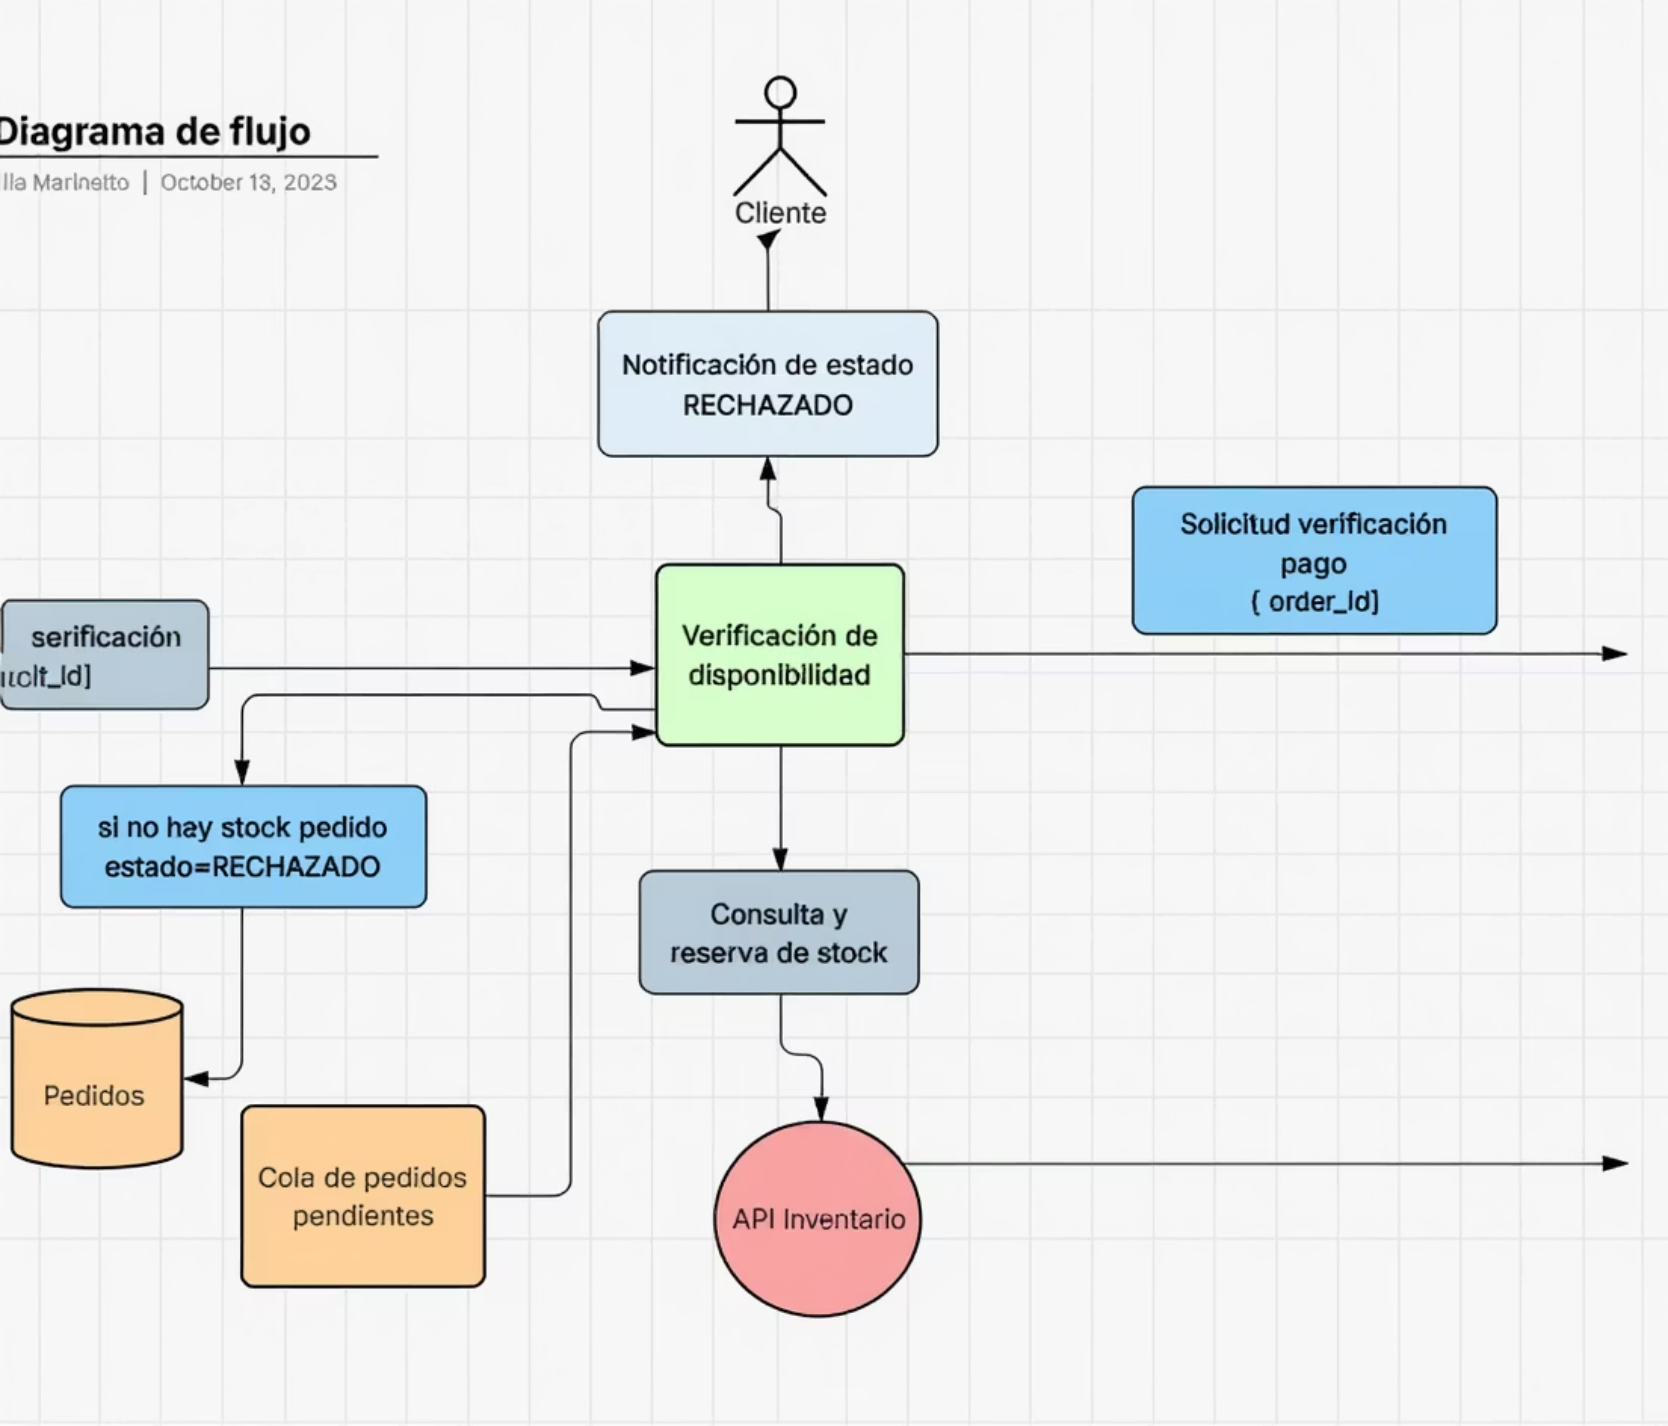 Diagrama de flujo
Marinetto | October 13, 2023
Cliente
Notificación de estado
RECHAZADO
Solicitud verificación
pago
( order_Id]
serificación
Verificación de
disponibilidad
si no hay stock pedido
estado=RECHAZADO
Consulta y
reserva de stock
Pedidos
Cola de pedidos
pendientes
API Inventario